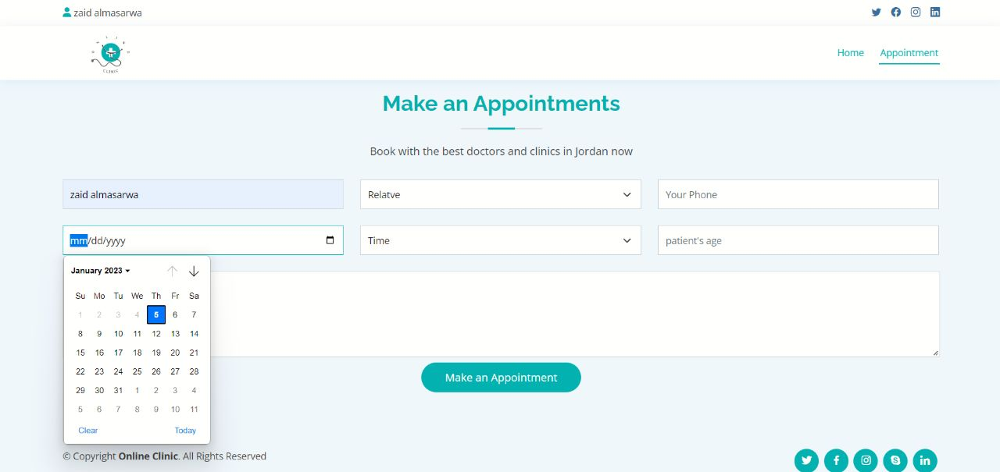 zaid almasarwa
CLINIC
Home Appointment
Make an Appointments
Book with the best doctors and clinics in Jordan now
zaid almasarwa Relatve Your Phone
mm/dd/yyyy Time patient's age
January 2023
Su Mo Tu We Th Fr Sa
1 2 3 4 5 6 7
8 9 10 11 12 13 14
15 16 17 18 19 20 21
22 23 24 25 26 27 28
29 30 31 1 2 3 4
5 6 7 8 9 10 11
Clear Today
Make an Appointment
© Copyright Online Clinic. All Rights Reserved